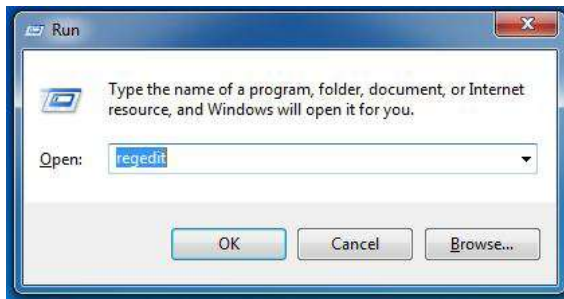 Run
Type the name of a program, folder, document, or Internet
resource, and Windows will open it for you.
Open:
regedit
OK
Cancel
Browse...